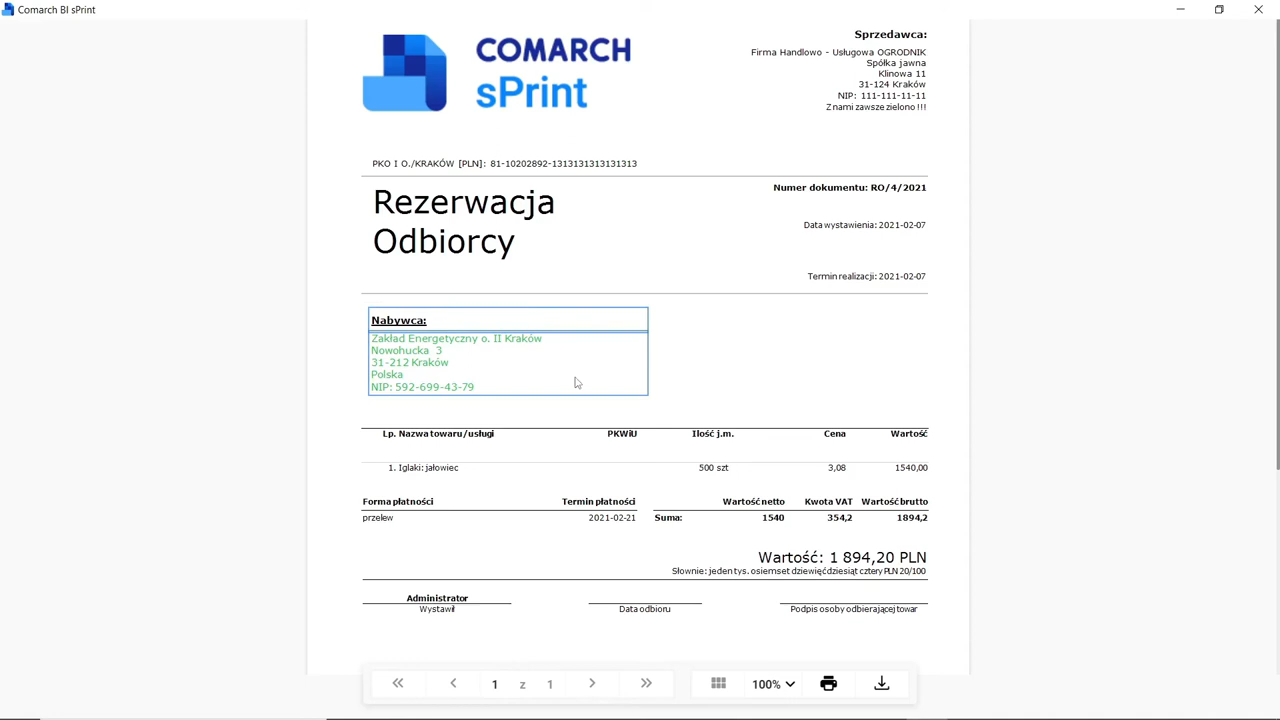 Comarch BI sPrint
COMARCH
sPrint
Sprzedawca:
Firma Handlowo - Usługowa OGRODNIK
Spółka jawna
Klinowa 11
31-124 Kraków
NIP: 111-111-11-11
Z nami zawsze zielono !!!
PKO I O./KRAKÓW [PLN]: 81-10202892-1313131313131313
Rezerwacja
Odbiorcy
Numer dokumentu: RO/4/2021
Data wystawienia: 2021-02-07
Termin realizacji: 2021-02-07
Nabywca:
Zakład Energetyczny o. II Kraków
Nowohucka 3
31-212 Kraków
Polska
NIP: 592-699-43-79
Lp. Nazwa towaru/usługi PKWiU Ilość j.m. Cena Wartość
1. Iglaki: jałowiec 500 szt 3,08 1540,00
Forma płatności Termin płatności Wartość netto Kwota VAT Wartość brutto
przelew 2021-02-21 Suma: 1540 354,2 1894,2
Wartość: 1 894,20 PLN
Słownie: jeden tys. osiemset dziewięćdziesiąt cztery PLN 20/100
Administrator
Wystawił Data odbioru Podpis osoby odbierającej towar
1 z 1 100%